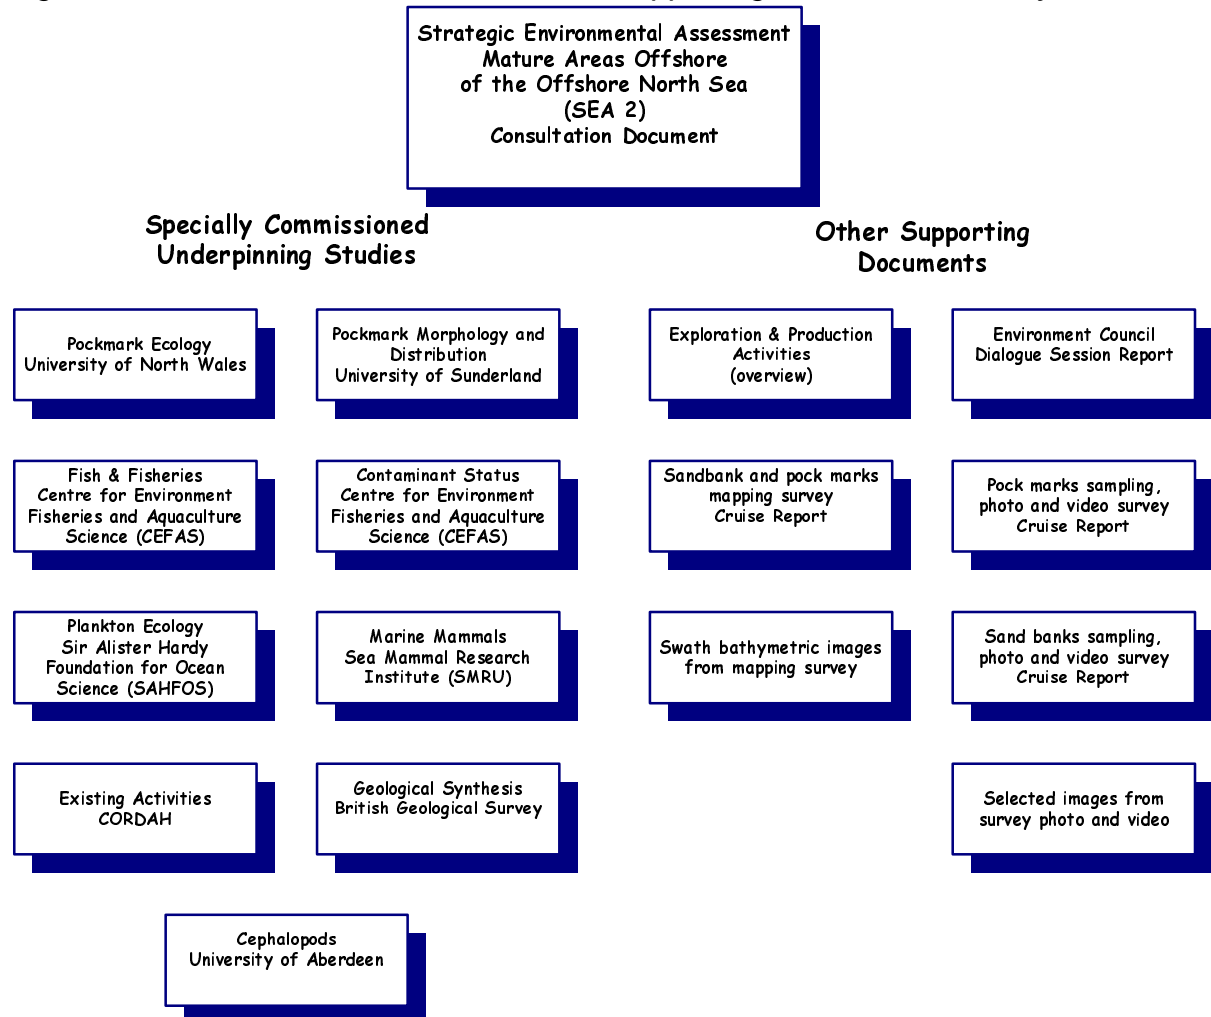 Strategic Environmental Assessment
Mature Areas Offshore
of the Offshore North Sea
(SEA 2)
Consultation Document
Specially Commissioned
Underpinning Studies
Other Supporting
Documents
Pockmark Ecology
University of North Wales
Pockmark Morphology and
Distribution
University of Sunderland
Exploration & Production
Activities
(overview)
Environment Council
Dialogue Session Report
Fish & Fisheries
Centre for Environment
Fisheries and Aquaculture
Science (CEFAS)
Contaminant Status
Centre for Environment
Fisheries and Aquaculture
Science (CEFAS)
Sandbank and pock marks
mapping survey
Cruise Report
Pock marks sampling,
photo and video survey
Cruise Report
Plankton Ecology
Sir Alister Hardy
Foundation for Ocean
Science (SAHFOS)
Marine Mammals
Sea Mammal Research
Institute (SMRU)
Swath bathymetric images
from mapping survey
Sand banks sampling,
photo and video survey
Cruise Report
Existing Activities
CORDAH
Geological Synthesis
British Geological Survey
Selected images from
survey photo and video
Cephalopods
University of Aberdeen